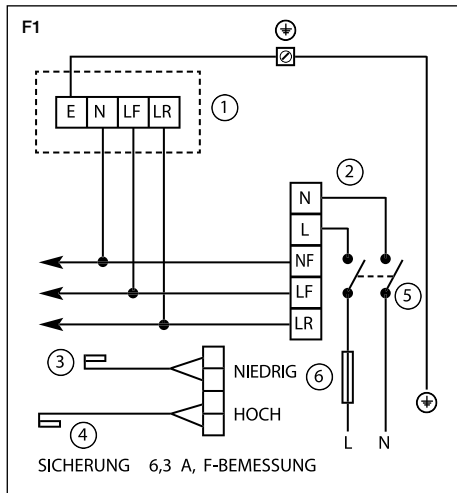 F1
E N LF LR
1
2
N
L
NF
LF
LR
5
3
NIEDRIG
6
HOCH
4
L N
SICHERUNG 6,3 A, F-BEMESSUNG